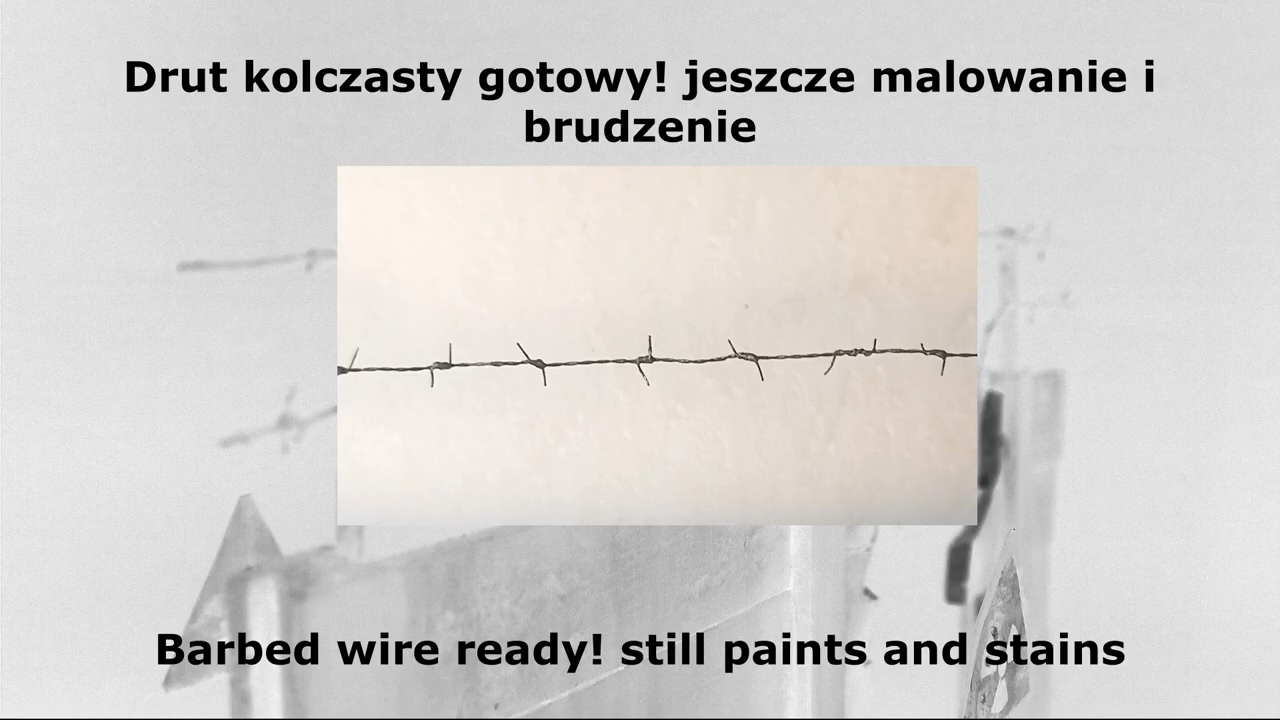 Drut kolczasty gotowy! jeszcze malowanie i
brudzenie
Barbed wire ready! still paints and stains